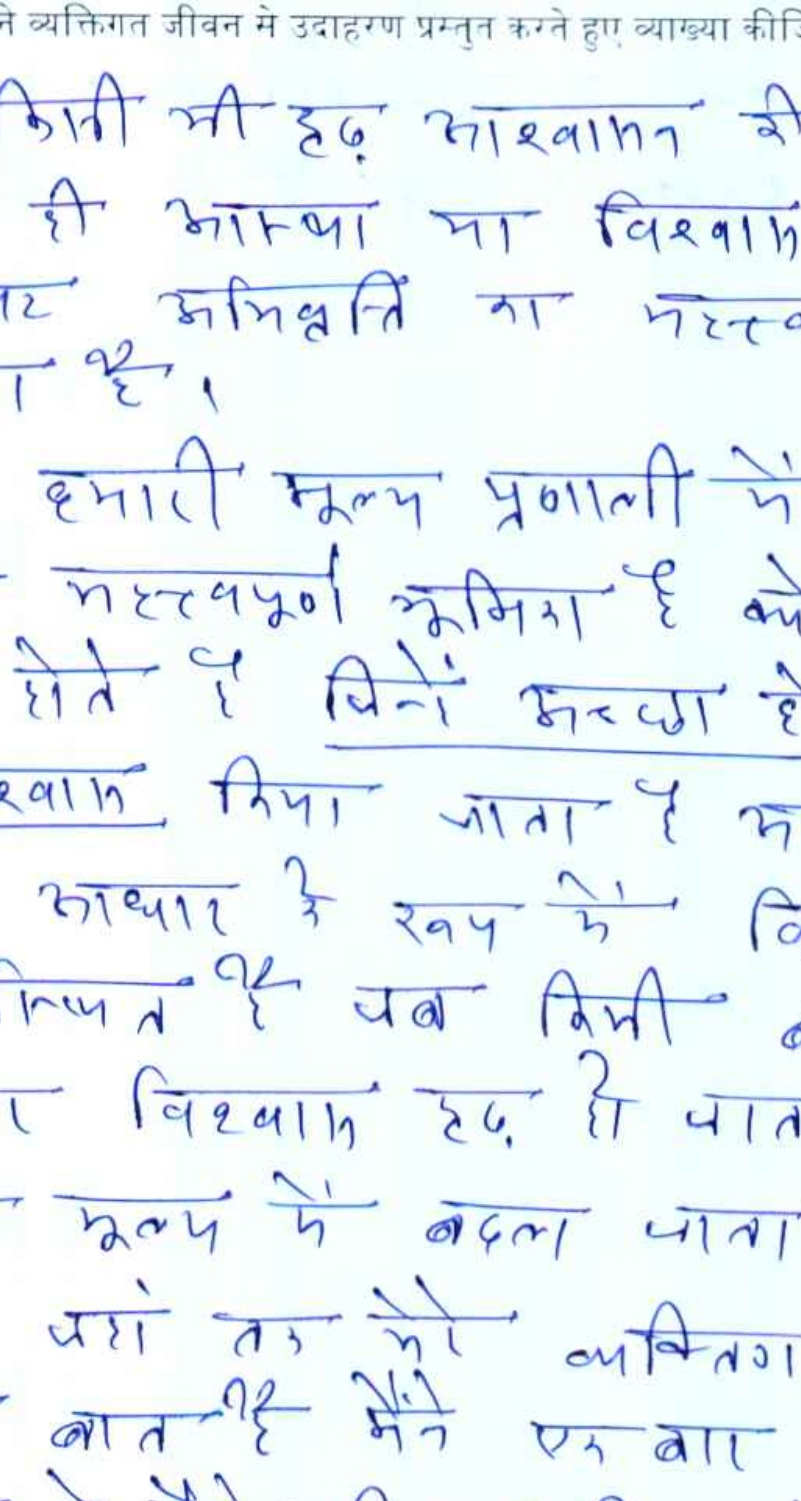 ने व्यक्तिगत जीवन से उदाहरण प्रस्तुत करते हुए व्याख्या कीजि
किसी भी दृढ़ आश्वासन की
ही आस्था या विश्वास
अभिवृत्ति का महत्त्व
है।
हमारी मूल्य प्रणाली में
महत्त्वपूर्ण भूमिका है क्यो
होते है जिनमें अच्छा हो
श्वास किया जाता है अ
आधार के रूप में वि
है जब किसी
विश्वास दृढ़ हो जात
मूल्य में बदल जाता
जहां तक मेरे व्यक्तिग
बात है मैंने एक बार